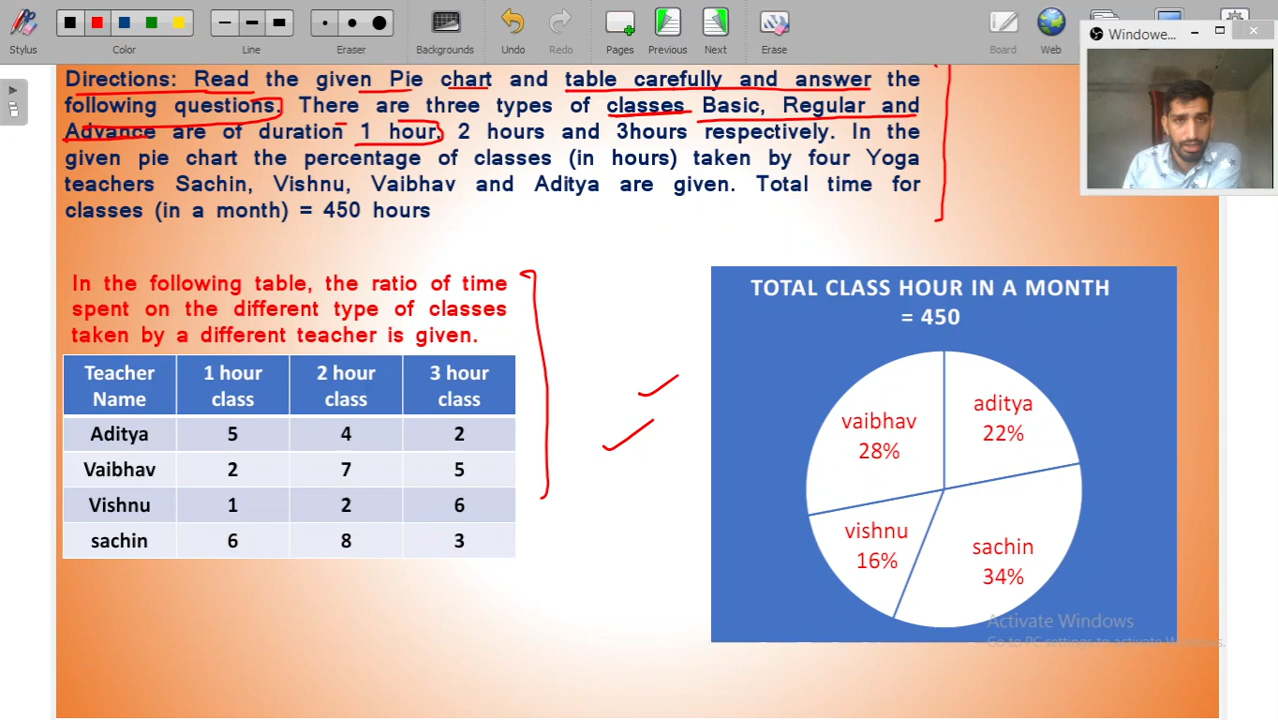 Windowe...
Stylus
Color
Line
Eraser
Backgrounds
Undo
Redo
Pages
Previous
Next
Erase
Board
Web
Directions: Read the given Pie chart and table carefully and answer the
following questions. There are three types of classes Basic, Regular and
Advance are of duration 1 hour, 2 hours and 3hours respectively. In the
given pie chart the percentage of classes (in hours) taken by four Yoga
teachers Sachin, Vishnu, Vaibhav and Aditya are given. Total time for
classes (in a month) = 450 hours
In the following table, the ratio of time
spent on the different type of classes
taken by a different teacher is given.
Teacher Name 1 hour class 2 hour class 3 hour class
Aditya 5 4 2
Vaibhav 2 7 5
Vishnu 1 2 6
sachin 6 8 3
TOTAL CLASS HOUR IN A MONTH
= 450
vaibhav
28%
aditya
22%
vishnu
16%
sachin
34%
Activate Windows
Go to PC settings to activate Windows.